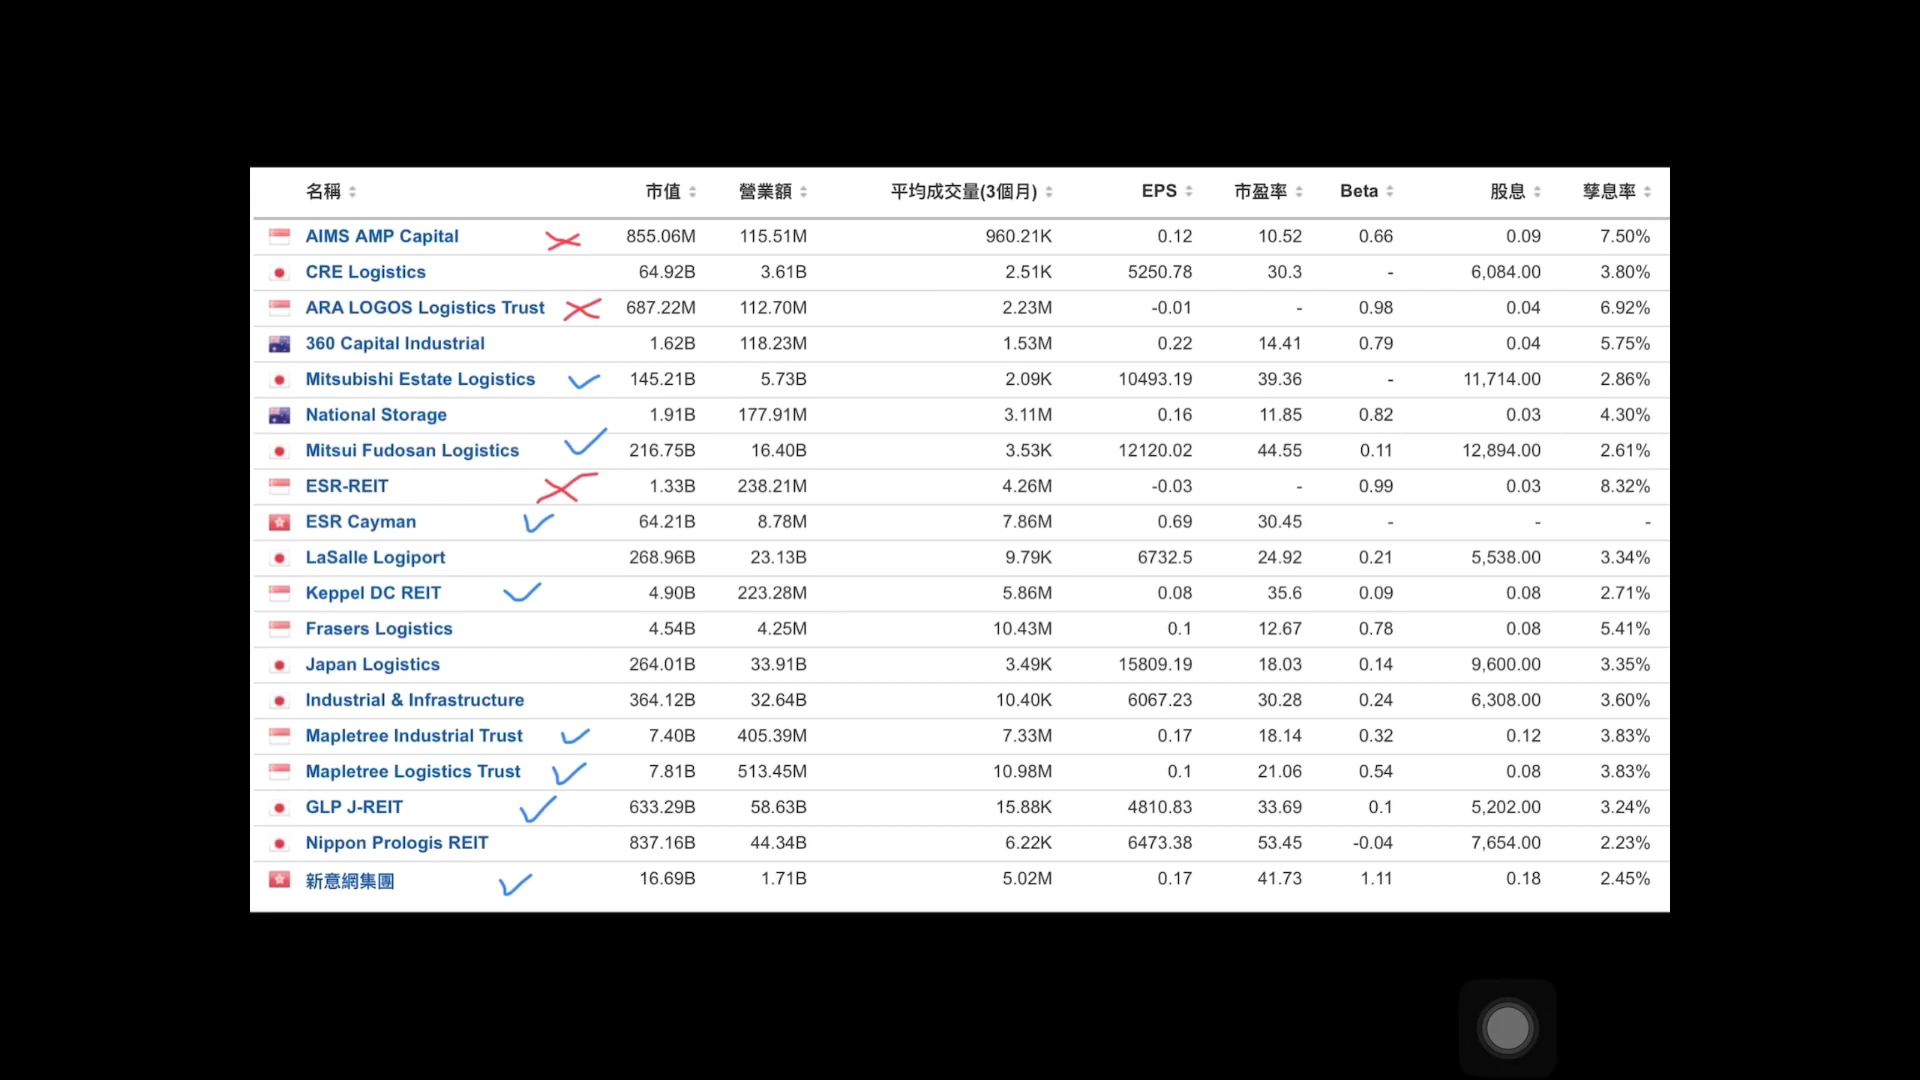 名稱 市值 營業額 平均成交量(3個月) EPS 市盈率 Beta 股息 孳息率
AIMS AMP Capital 855.06M 115.51M 960.21K 0.12 10.52 0.66 0.09 7.50%
CRE Logistics 64.92B 3.61B 2.51K 5250.78 30.3 - 6,084.00 3.80%
ARA LOGOS Logistics Trust 687.22M 112.70M 2.23M -0.01 - 0.98 0.04 6.92%
360 Capital Industrial 1.62B 118.23M 1.53M 0.22 14.41 0.79 0.04 5.75%
Mitsubishi Estate Logistics 145.21B 5.73B 2.09K 10493.19 39.36 - 11,714.00 2.86%
National Storage 1.91B 177.91M 3.11M 0.16 11.85 0.82 0.03 4.30%
Mitsui Fudosan Logistics 216.75B 16.40B 3.53K 12120.02 44.55 0.11 12,894.00 2.61%
ESR-REIT 1.33B 238.21M 4.26M -0.03 - 0.99 0.03 8.32%
ESR Cayman 64.21B 8.78M 7.86M 0.69 30.45 - - -
LaSalle Logiport 268.96B 23.13B 9.79K 6732.5 24.92 0.21 5,538.00 3.34%
Keppel DC REIT 4.90B 223.28M 5.86M 0.08 35.6 0.09 0.08 2.71%
Frasers Logistics 4.54B 4.25M 10.43M 0.1 12.67 0.78 0.08 5.41%
Japan Logistics 264.01B 33.91B 3.49K 15809.19 18.03 0.14 9,600.00 3.35%
Industrial & Infrastructure 364.12B 32.64B 10.40K 6067.23 30.28 0.24 6,308.00 3.60%
Mapletree Industrial Trust 7.40B 405.39M 7.33M 0.17 18.14 0.32 0.12 3.83%
Mapletree Logistics Trust 7.81B 513.45M 10.98M 0.1 21.06 0.54 0.08 3.83%
GLP J-REIT 633.29B 58.63B 15.88K 4810.83 33.69 0.1 5,202.00 3.24%
Nippon Prologis REIT 837.16B 44.34B 6.22K 6473.38 53.45 -0.04 7,654.00 2.23%
新意網集團 16.69B 1.71B 5.02M 0.17 41.73 1.11 0.18 2.45%